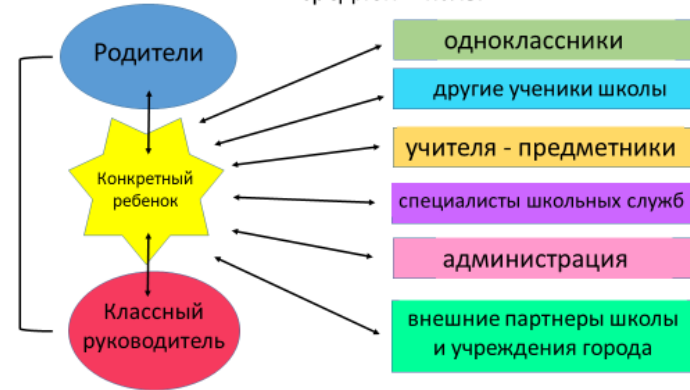 Родители
Конкретный
ребенок
Классный
руководитель
одноклассники
другие ученики школы
учителя - предметники
специалисты школьных служб
администрация
внешние партнеры школы
и учреждения города